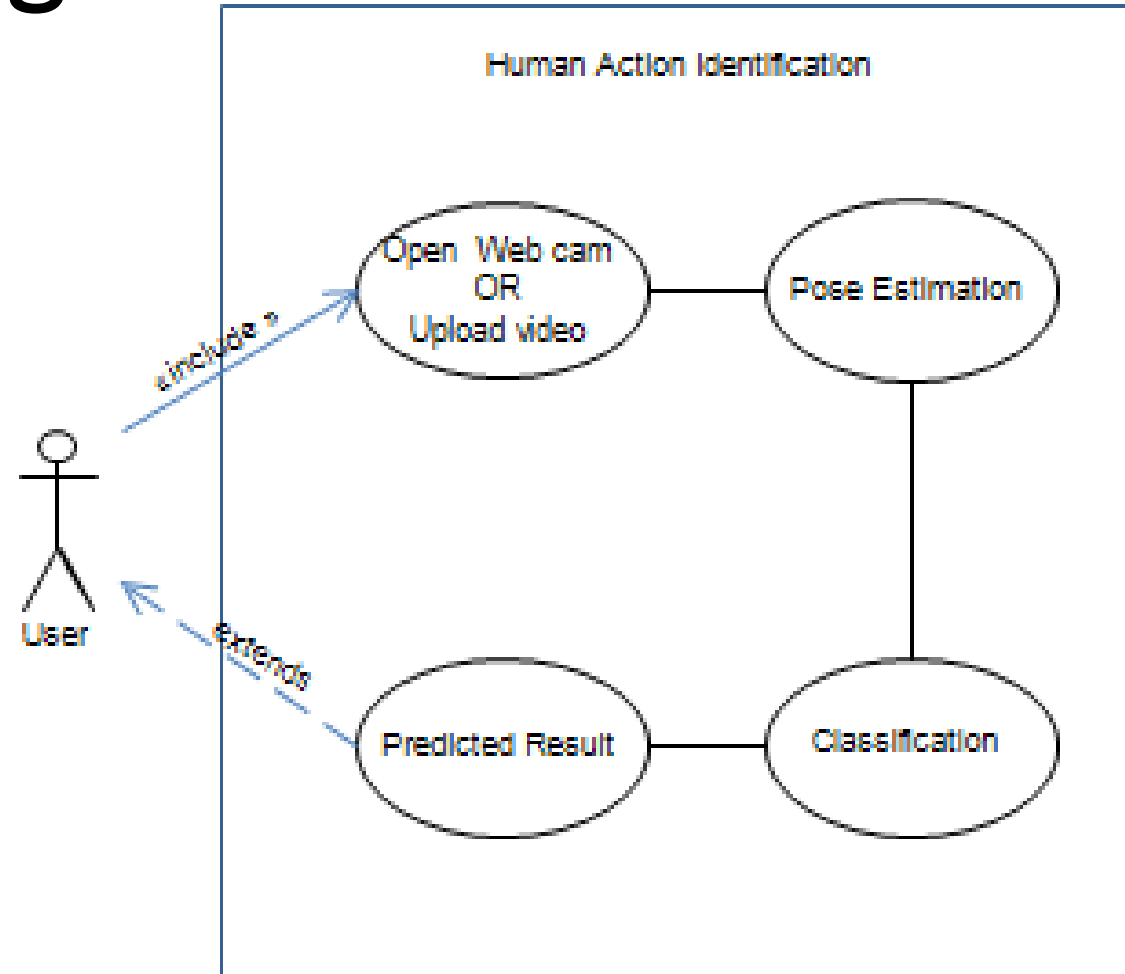 Human Action Identification
Open Web cam
OR
Upload video
Pose Estimation
«include »
User
extends
Predicted Result
Classification